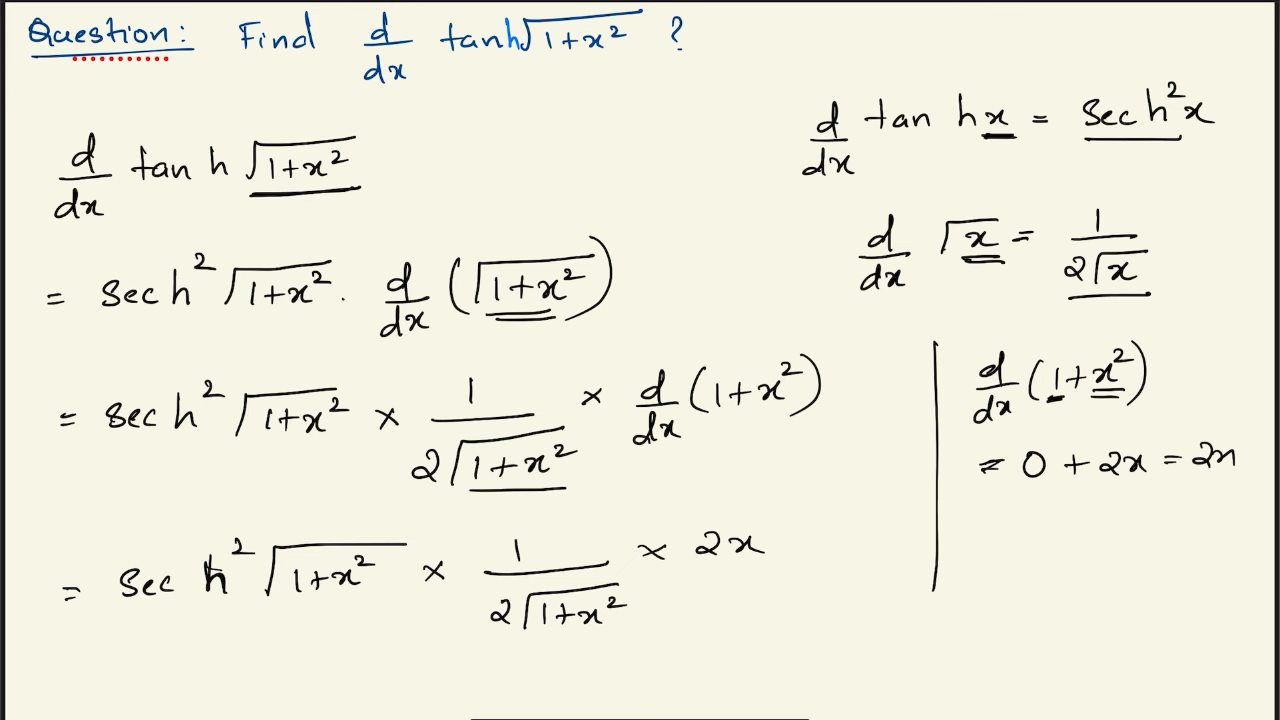 Question: Find d/dx tanh√(1+x²) ?
d/dx tan h √(1+x²)
= sec h² √(1+x²) . d/dx (√(1+x²))
= sec h² √(1+x²) × 1/(2√(1+x²)) × d/dx (1+x²)
= sec h² √(1+x²) × 1/(2√(1+x²)) × 2x
d/dx tan hx = sec h²x
d/dx √x = 1/(2√x)
d/dx (1+x²)
= 0 + 2x = 2x